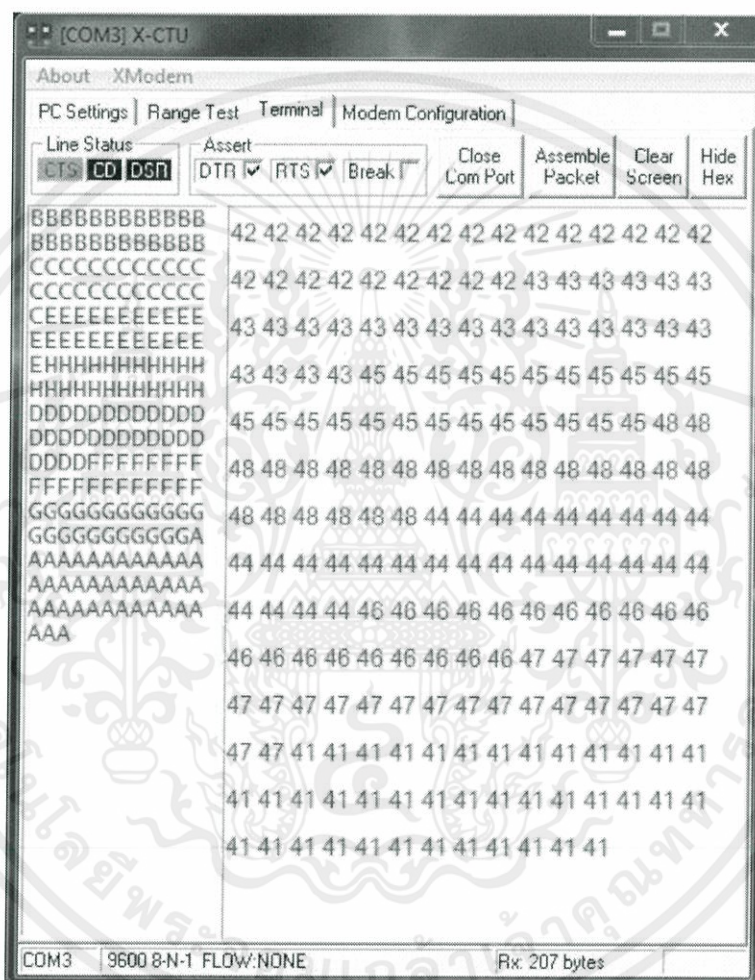 [COM3] X-CTU
About XModem
PC Settings Range Test Terminal Modem Configuration
Line Status
CTS CD DSR
Assert
DTR RTS Break
Close Com Port
Assemble Packet
Clear Screen
Hide Hex
BBBBBBBBBBBB
BBBBBBBBBBBB
CCCCCCCCCCCC
CCCCCCCCCCCC
CEEEEEEEEEEE
EEEEEEEEEEEE
EHHHHHHHHHHH
HHHHHHHHHHHH
DDDDDDDDDDDD
DDDDDDDDDDDD
DDDDFFFFFFFF
FFFFFFFFFFFF
GGGGGGGGGGGG
GGGGGGGGGGGA
AAAAAAAAAAAA
AAAAAAAAAAAA
AAAAAAAAAAAA
AAA
42 42 42 42 42 42 42 42 42 42 42 42 42 42 42
42 42 42 42 42 42 42 42 42 43 43 43 43 43 43
43 43 43 43 43 43 43 43 43 43 43 43 43 43 43
43 43 43 43 45 45 45 45 45 45 45 45 45 45 45
45 45 45 45 45 45 45 45 45 45 45 45 45 48 48
48 48 48 48 48 48 48 48 48 48 48 48 48 48 48
48 48 48 48 48 48 44 44 44 44 44 44 44 44 44
44 44 44 44 44 44 44 44 44 44 44 44 44 44 44
44 44 44 44 46 46 46 46 46 46 46 46 46 46 46
46 46 46 46 46 46 46 46 46 47 47 47 47 47 47
47 47 47 47 47 47 47 47 47 47 47 47 47 47 47
47 47 41 41 41 41 41 41 41 41 41 41 41 41 41
41 41 41 41 41 41 41 41 41 41 41 41 41 41 41
41 41 41 41 41 41 41 41 41 41 41 41
COM3 9600 8-N-1 FLOW:NONE Rx: 207 bytes